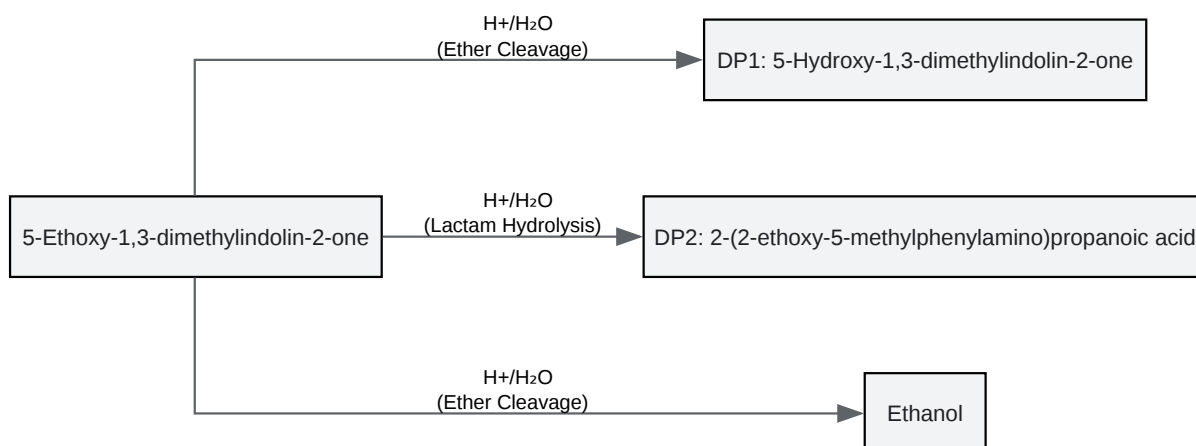 H+/H₂O
(Ether Cleavage)
DP1: 5-Hydroxy-1,3-dimethylindolin-2-one
H+/H₂O
(Lactam Hydrolysis)
5-Ethoxy-1,3-dimethylindolin-2-one
DP2: 2-(2-ethoxy-5-methylphenylamino)propanoic acid
H+/H₂O
(Ether Cleavage)
Ethanol